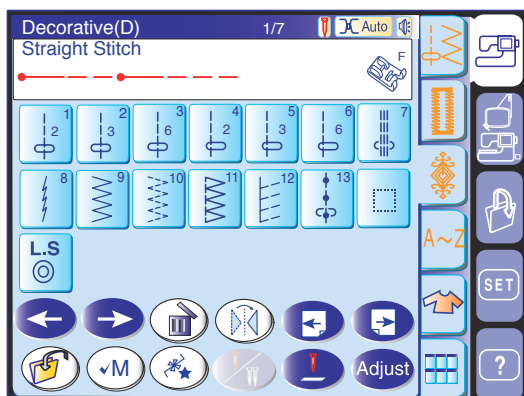 Decorative(D) 1/7 Auto
Straight Stitch
F
1 2 3 4 5 6 7
2 3 6 2 3 6
8 9 10 11 12 13
L.S
A~Z
SET
✓M Adjust ?